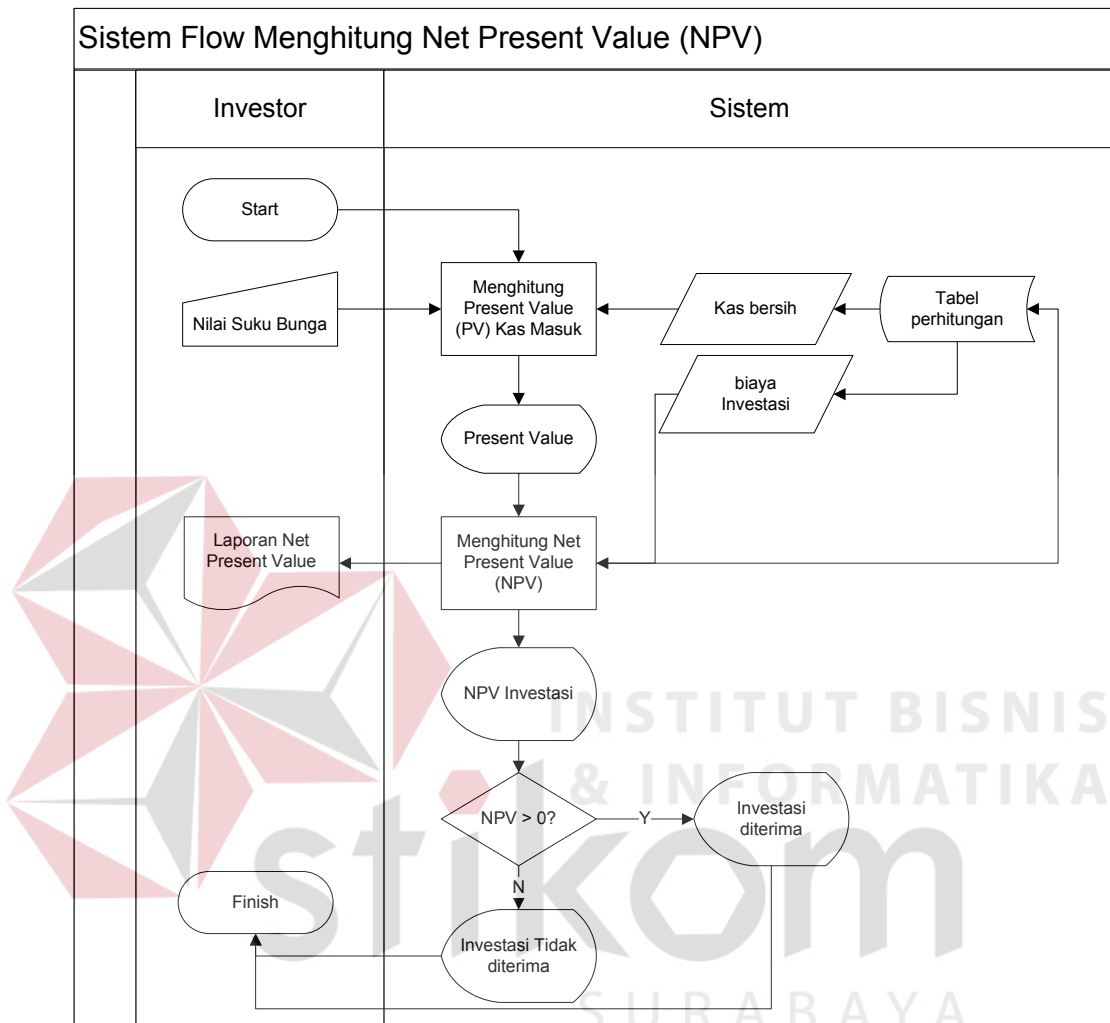 Sistem Flow Menghitung Net Present Value (NPV)
Investor
Sistem
Start
Nilai Suku Bunga
Menghitung
Present Value
(PV) Kas Masuk
Kas bersih
Tabel
perhitungan
biaya
Investasi
Present Value
Laporan Net
Present Value
Menghitung Net
Present Value
(NPV)
NPV Investasi
INSTITUT BISNIS
& INFORMATIKA
NPV > 0?
Y
Investasi
diterima
stikom
N
Finish
Investasi Tidak
diterima
SURABAYA